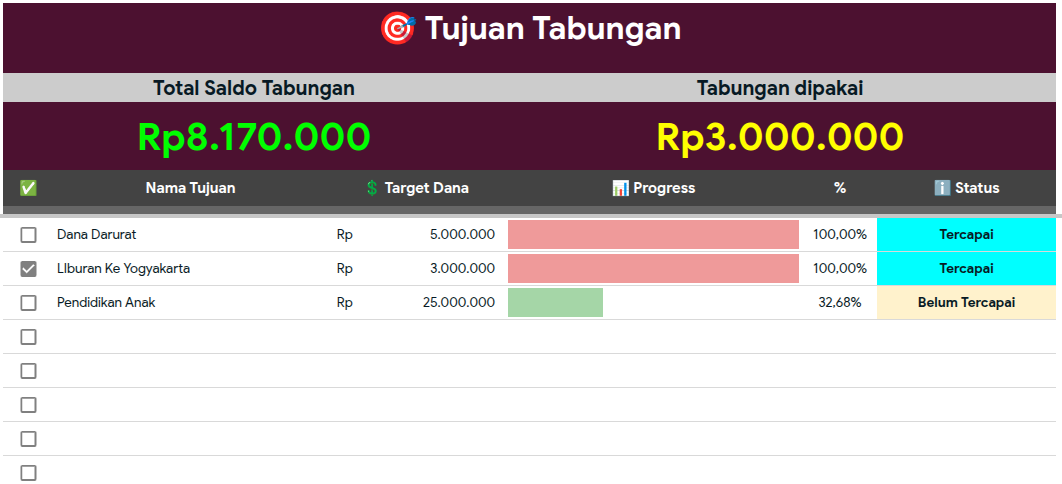 🎯 Tujuan Tabungan
Total Saldo Tabungan Tabungan dipakai
Rp8.170.000 Rp3.000.000
✅ Nama Tujuan 💲 Target Dana 📊 Progress % ℹ️ Status
Dana Darurat Rp 5.000.000 100,00% Tercapai
LIburan Ke Yogyakarta Rp 3.000.000 100,00% Tercapai
Pendidikan Anak Rp 25.000.000 32,68% Belum Tercapai